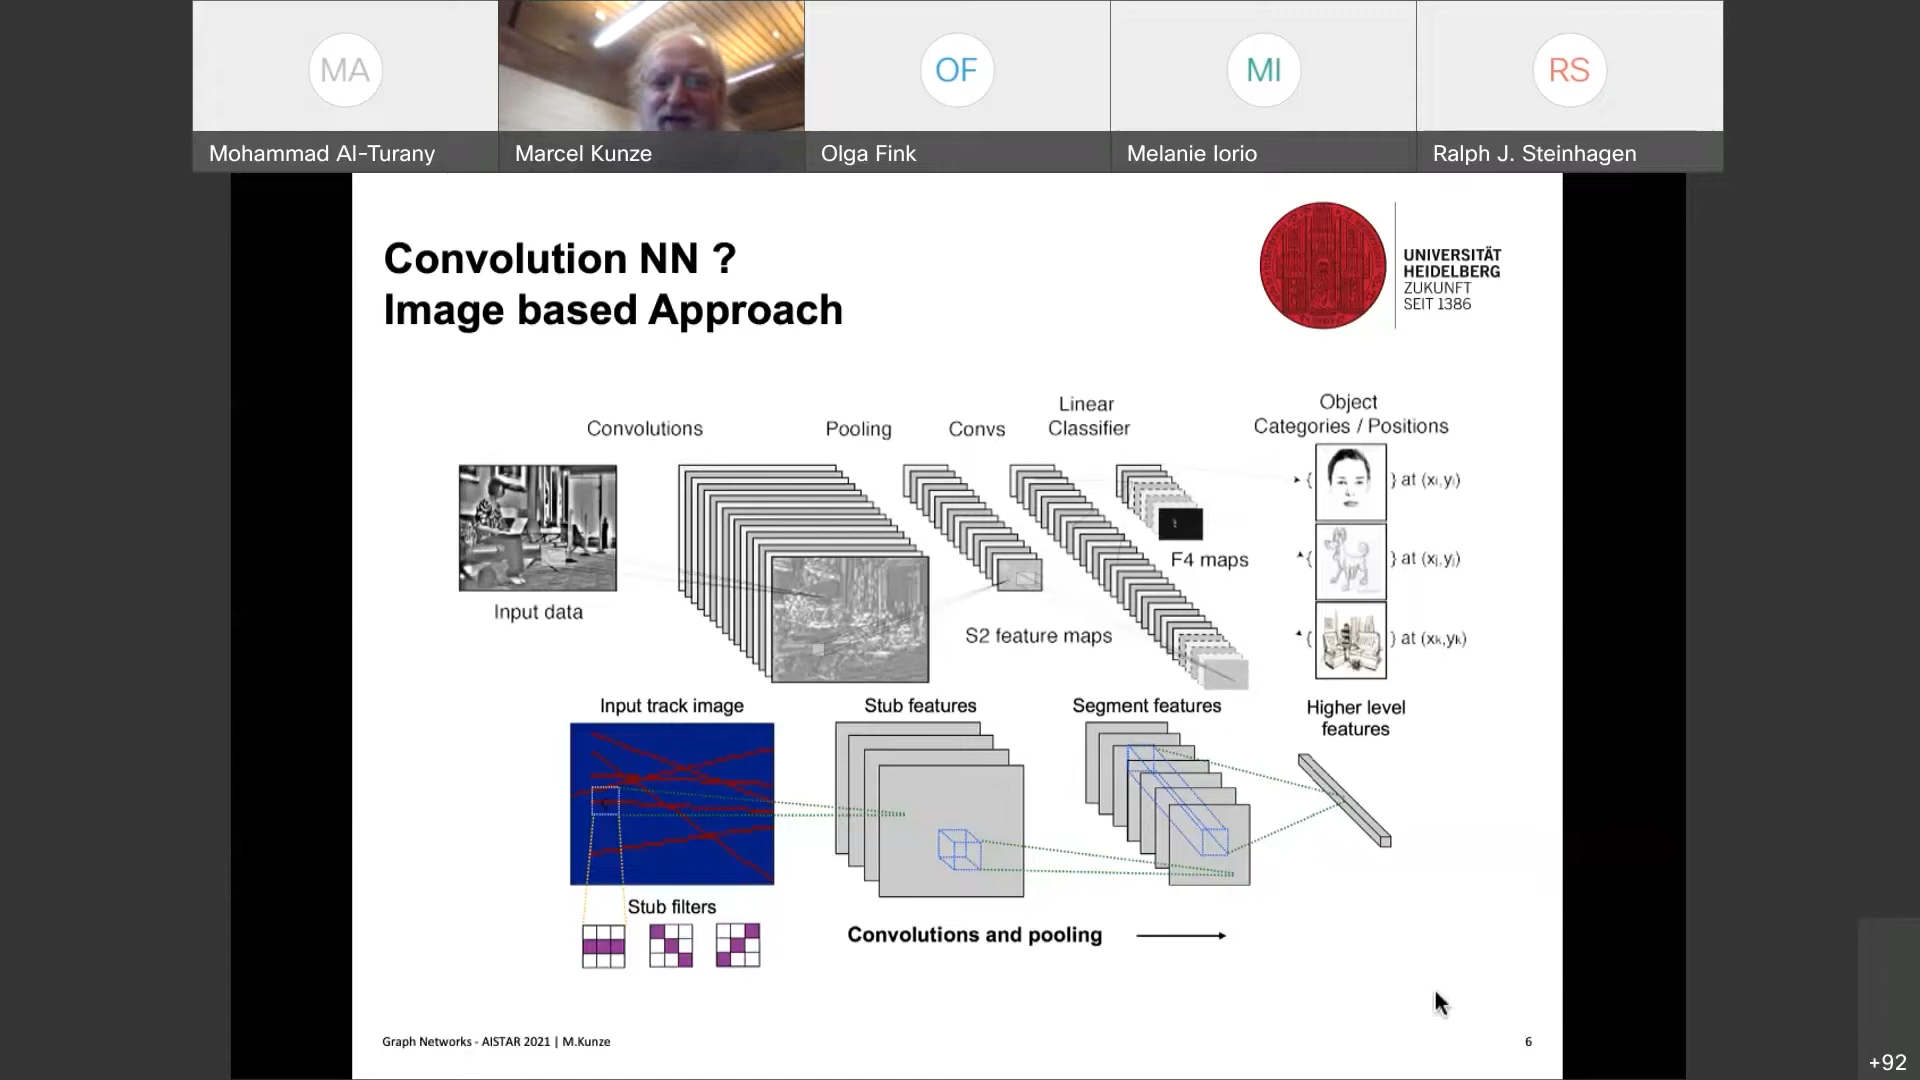 MA
OF
MI
RS
Mohammad Al-Turany
Marcel Kunze
Olga Fink
Melanie Iorio
Ralph J. Steinhagen
Convolution NN ?
Image based Approach
UNIVERSITÄT
HEIDELBERG
ZUKUNFT
SEIT 1386
Convolutions
Pooling
Convs
Linear
Classifier
Object
Categories / Positions
{ } at (xi,yi)
{ } at (xj,yj)
{ } at (xk,yk)
F4 maps
Input data
S2 feature maps
Input track image
Stub features
Segment features
Higher level
features
Stub filters
Convolutions and pooling
Graph Networks - AISTAR 2021 | M.Kunze
6
+92